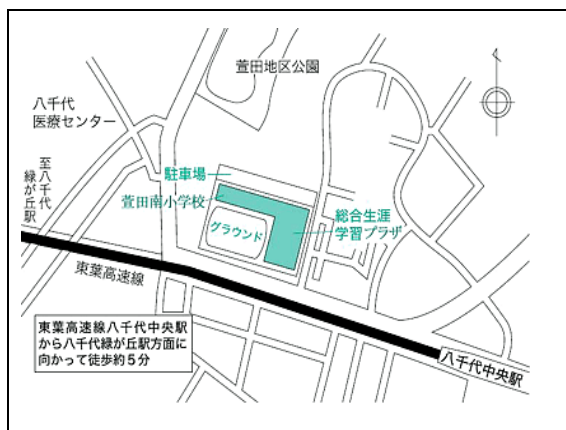 萱田地区公園
八千代
医療センター
至八千代
緑が丘駅
駐車場
萱田南小学校
グラウンド
総合生涯
学習プラザ
東葉高速線
八千代中央駅
東葉高速線八千代中央駅
から八千代緑が丘駅方面に
向かって徒歩約5分